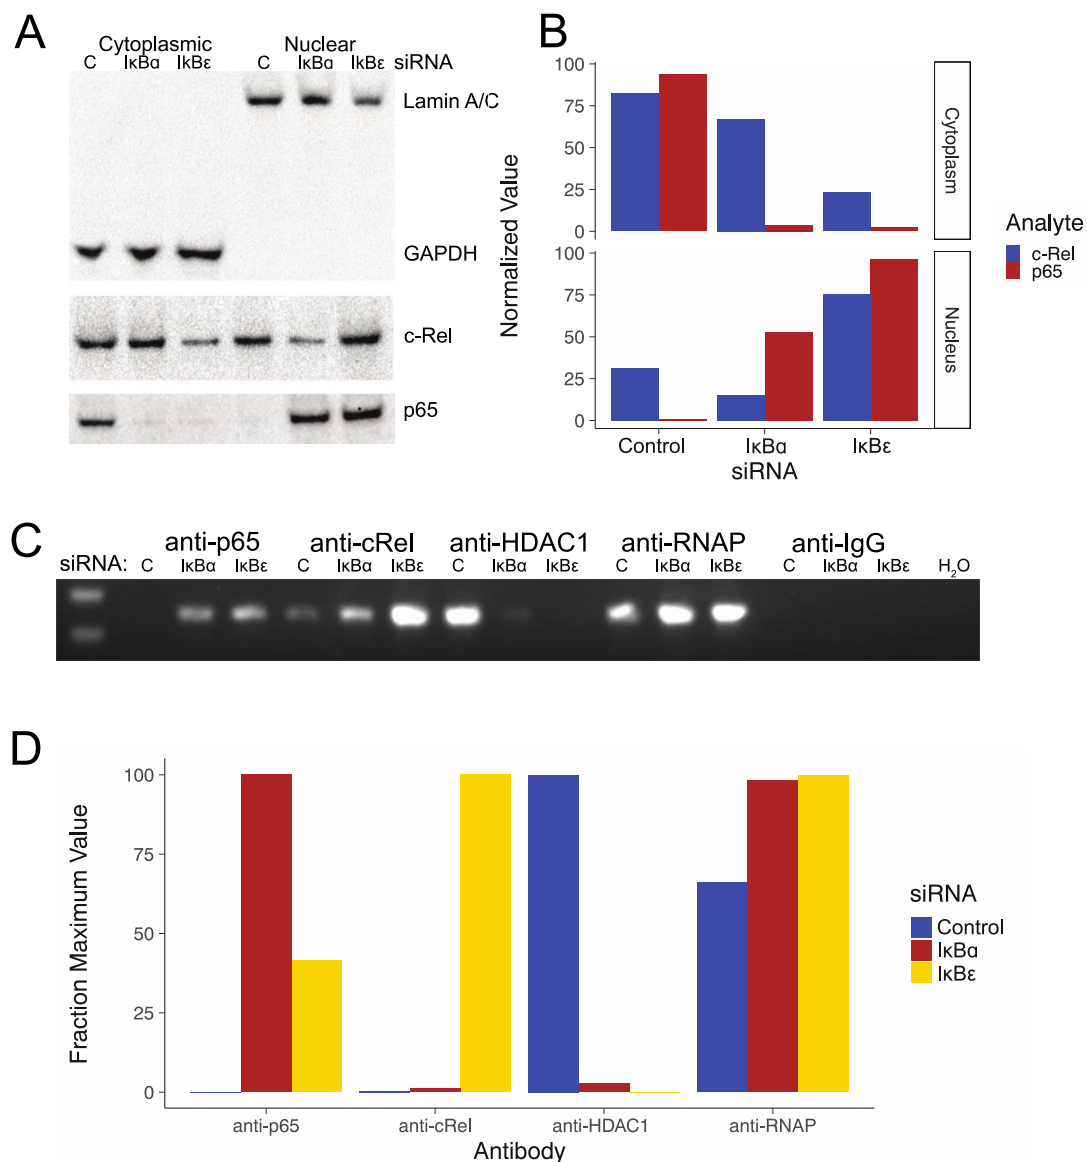 A
Cytoplasmic Nuclear
C IκBα IκBε C IκBα IκBε siRNA
Lamin A/C
GAPDH
c-Rel
p65
B
Normalized Value
100
75
50
25
0
Cytoplasm
100
75
50
25
0
Nucleus
Control IκBα IκBε
siRNA
Analyte
c-Rel
p65
C
anti-p65 anti-cRel anti-HDAC1 anti-RNAP anti-IgG
siRNA: C IκBα IκBε C IκBα IκBε C IκBα IκBε C IκBα IκBε C IκBα IκBε H₂O
D
Fraction Maximum Value
100
75
50
25
0
anti-p65 anti-cRel anti-HDAC1 anti-RNAP
Antibody
siRNA
Control
IκBα
IκBε